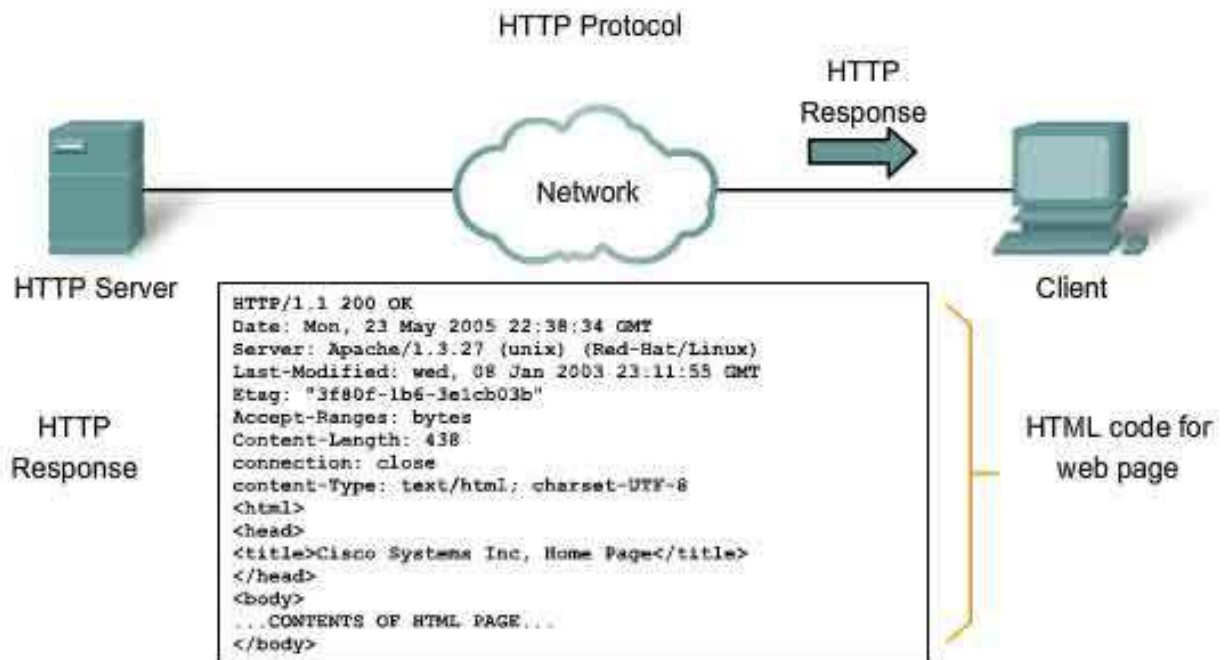 HTTP Protocol
HTTP
Response
Network
HTTP Server
Client
HTTP/1.1 200 OK
Date: Mon, 23 May 2005 22:38:34 GMT
Server: Apache/1.3.27 (unix) (Red-Hat/Linux)
Last-Modified: wed, 08 Jan 2003 23:11:55 GMT
Etag: "3f80f-1b6-3e1cb03b"
Accept-Ranges: bytes
Content-Length: 438
connection: close
content-Type: text/html; charset-UTF-8
<html>
<head>
<title>Cisco Systems Inc, Home Page</title>
</head>
<body>
...CONTENTS OF HTML PAGE...
</body>
HTTP
Response
HTML code for
web page